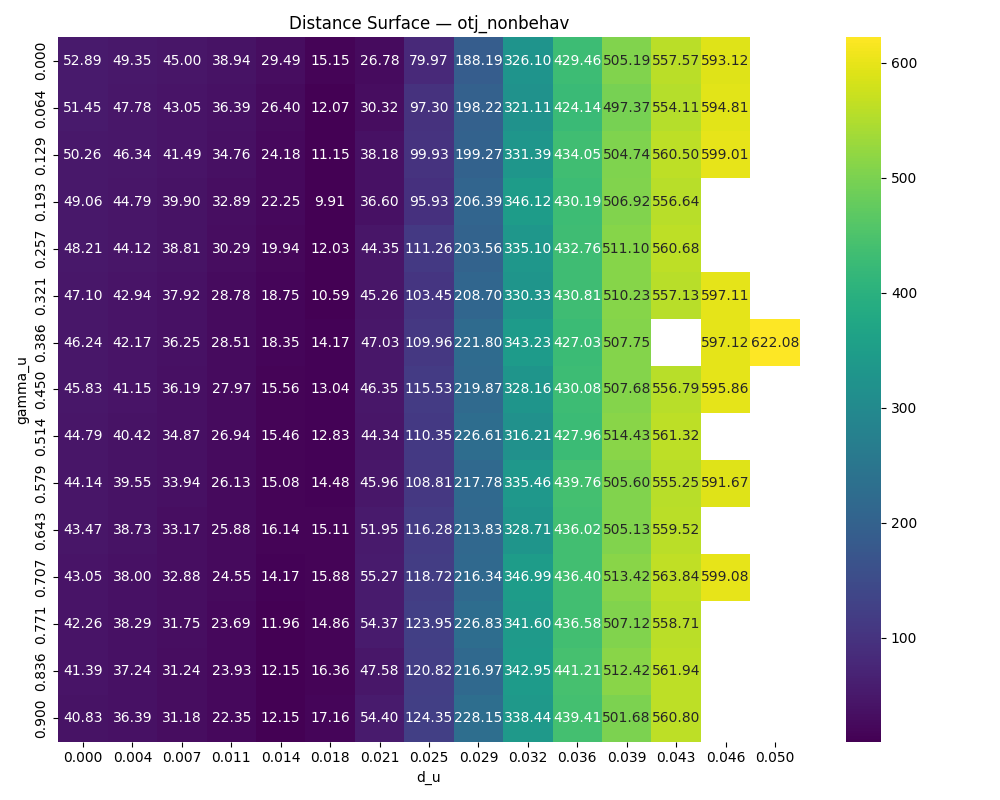 Distance Surface — otj_nonbehav
0.000 52.89 49.35 45.00 38.94 29.49 15.15 26.78 79.97 188.19 326.10 429.46 505.19 557.57 593.12
0.064 51.45 47.78 43.05 36.39 26.40 12.07 30.32 97.30 198.22 321.11 424.14 497.37 554.11 594.81
0.129 50.26 46.34 41.49 34.76 24.18 11.15 38.18 99.93 199.27 331.39 434.05 504.74 560.50 599.01
0.193 49.06 44.79 39.90 32.89 22.25 9.91 36.60 95.93 206.39 346.12 430.19 506.92 556.64
0.257 48.21 44.12 38.81 30.29 19.94 12.03 44.35 111.26 203.56 335.10 432.76 511.10 560.68
0.321 47.10 42.94 37.92 28.78 18.75 10.59 45.26 103.45 208.70 330.33 430.81 510.23 557.13 597.11
0.386 46.24 42.17 36.25 28.51 18.35 14.17 47.03 109.96 221.80 343.23 427.03 507.75 597.12 622.08
0.450 45.83 41.15 36.19 27.97 15.56 13.04 46.35 115.53 219.87 328.16 430.08 507.68 556.79 595.86
0.514 44.79 40.42 34.87 26.94 15.46 12.83 44.34 110.35 226.61 316.21 427.96 514.43 561.32
0.579 44.14 39.55 33.94 26.13 15.08 14.48 45.96 108.81 217.78 335.46 439.76 505.60 555.25 591.67
0.643 43.47 38.73 33.17 25.88 16.14 15.11 51.95 116.28 213.83 328.71 436.02 505.13 559.52
0.707 43.05 38.00 32.88 24.55 14.17 15.88 55.27 118.72 216.34 346.99 436.40 513.42 563.84 599.08
0.771 42.26 38.29 31.75 23.69 11.96 14.86 54.37 123.95 226.83 341.60 436.58 507.12 558.71
0.836 41.39 37.24 31.24 23.93 12.15 16.36 47.58 120.82 216.97 342.95 441.21 512.42 561.94
0.900 40.83 36.39 31.18 22.35 12.15 17.16 54.40 124.35 228.15 338.44 439.41 501.68 560.80
0.000 0.004 0.007 0.011 0.014 0.018 0.021 0.025 0.029 0.032 0.036 0.039 0.043 0.046 0.050
d_u
gamma_u
600
500
400
300
200
100